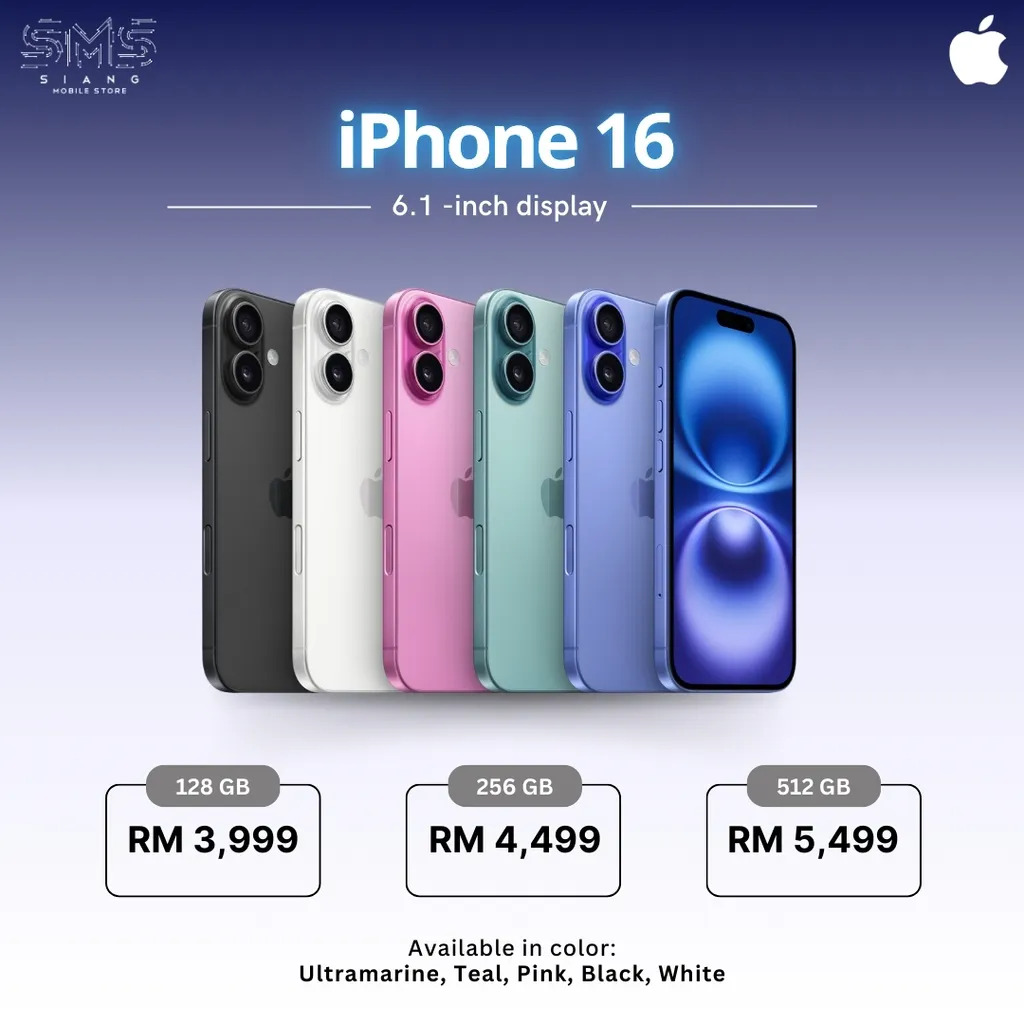 SMS
SIANG
MOBILE STORE
iPhone 16
6.1 -inch display
128 GB
RM 3,999
256 GB
RM 4,499
512 GB
RM 5,499
Available in color:
Ultramarine, Teal, Pink, Black, White